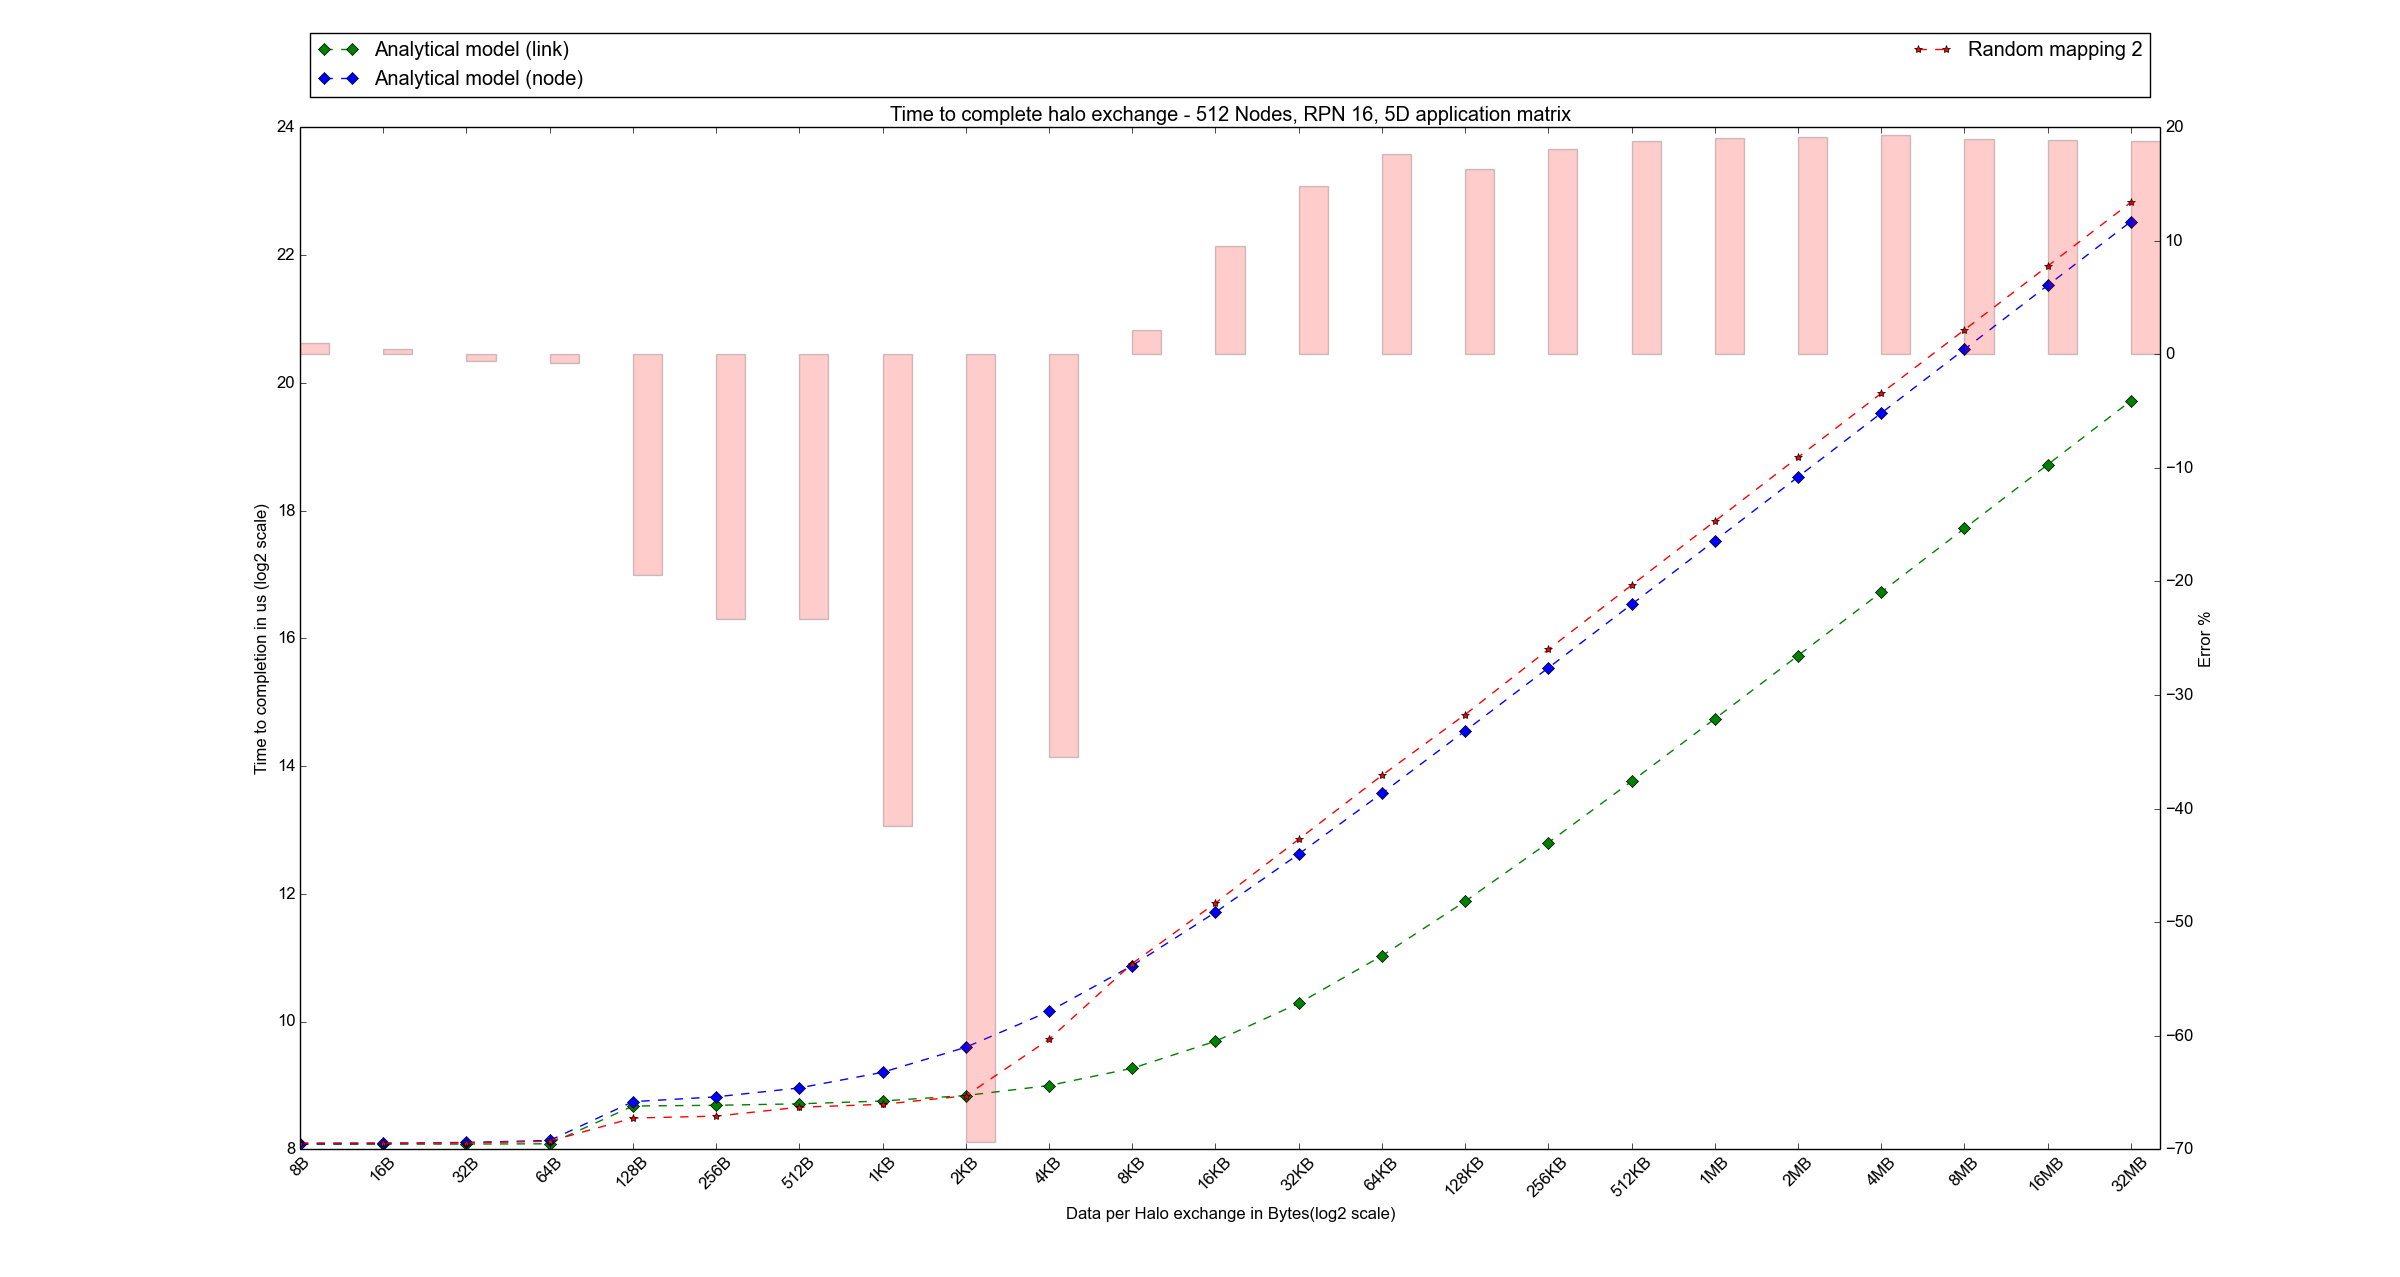 Analytical model (link)
Analytical model (node)
Random mapping 2
Time to complete halo exchange - 512 Nodes, RPN 16, 5D application matrix
24
22
20
18
16
14
12
10
8
Time to completion in us (log2 scale)
20
10
0
−10
−20
−30
−40
−50
−60
−70
Error %
8B
16B
32B
64B
128B
256B
512B
1KB
2KB
4KB
8KB
16KB
32KB
64KB
128KB
256KB
512KB
1MB
2MB
4MB
8MB
16MB
32MB
Data per Halo exchange in Bytes(log2 scale)